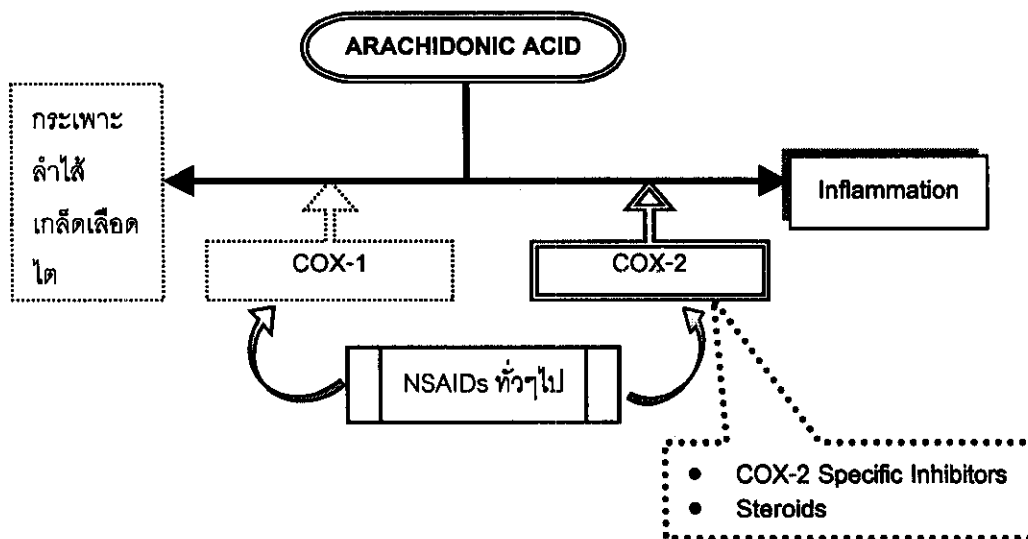 ARACHIDONIC ACID
กระเพาะ
ลำไส้
เกล็ดเลือด
ไต
Inflammation
COX-1
COX-2
NSAIDs ทั่วๆไป
• COX-2 Specific Inhibitors
• Steroids